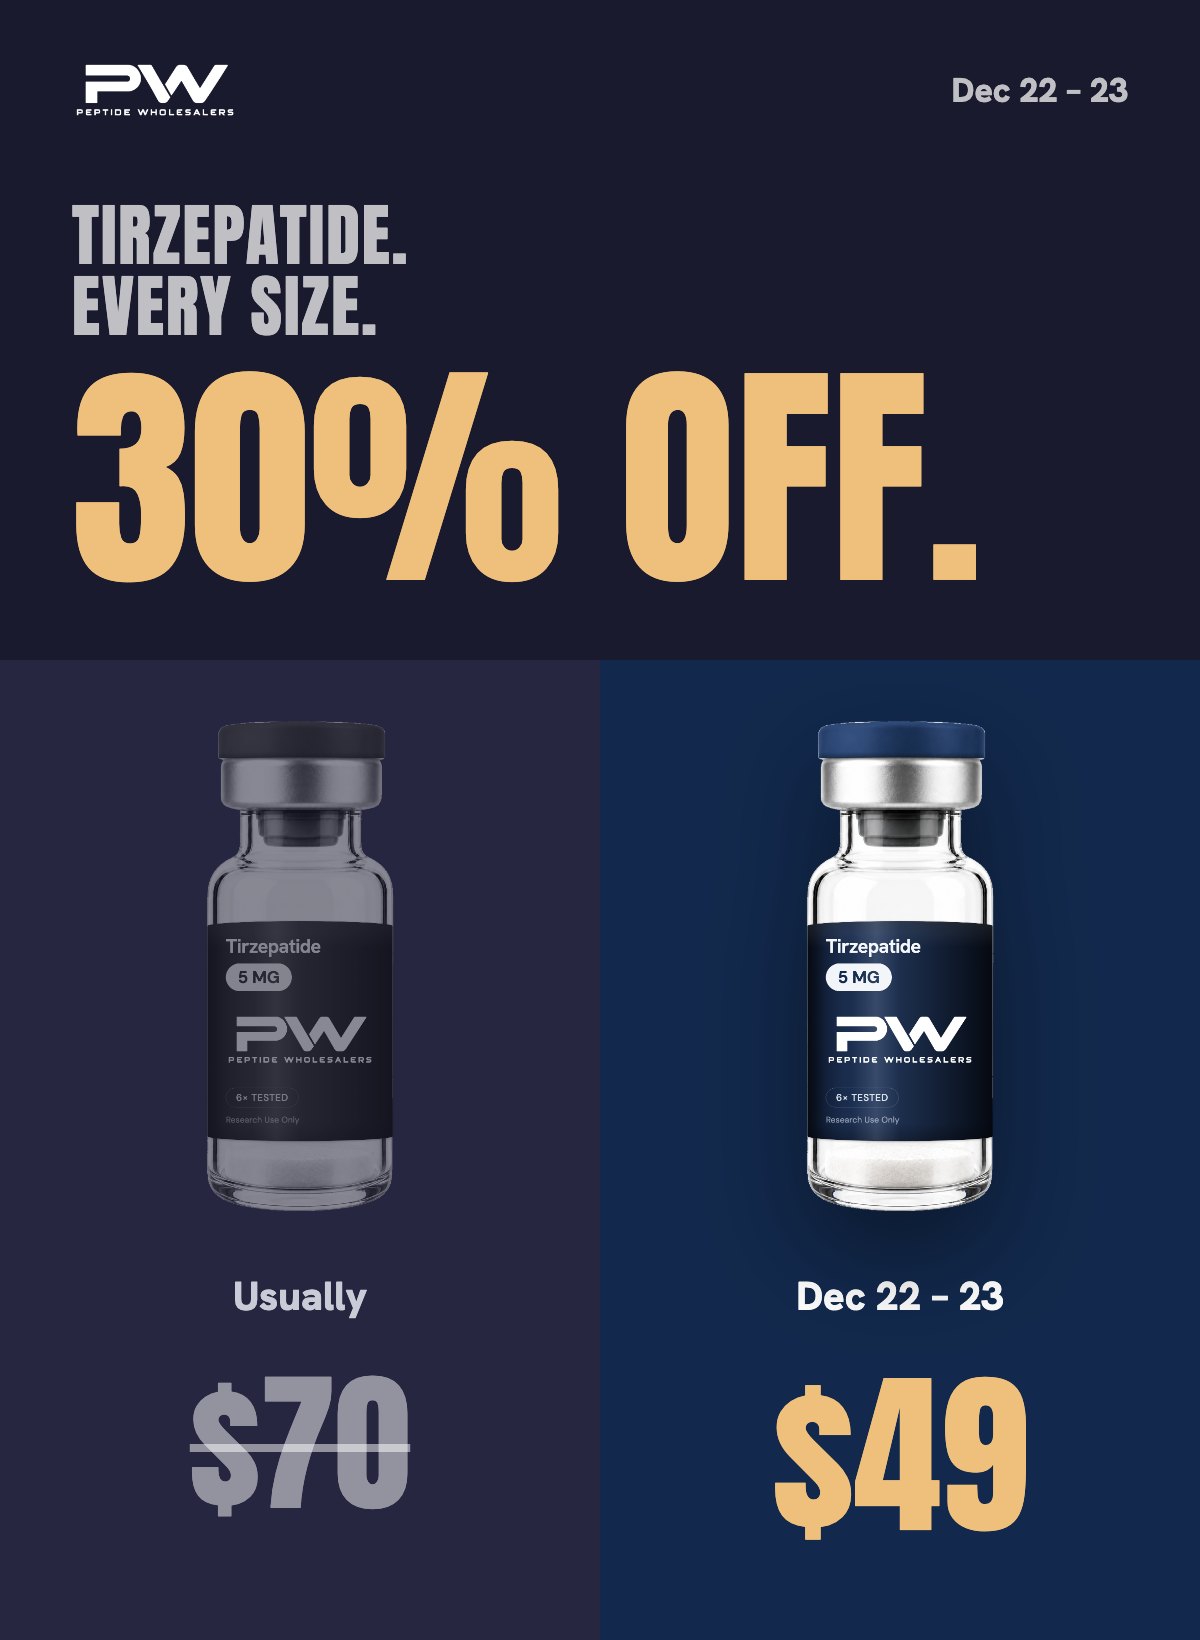 PW
PEPTIDE WHOLESALERS
Dec 22 – 23
TIRZEPATIDE.
EVERY SIZE.
30% OFF.
Tirzepatide
5 MG
PW
PEPTIDE WHOLESALERS
6× TESTED
Research Use Only
Usually
$70
Tirzepatide
5 MG
PW
PEPTIDE WHOLESALERS
6× TESTED
Research Use Only
Dec 22 – 23
$49